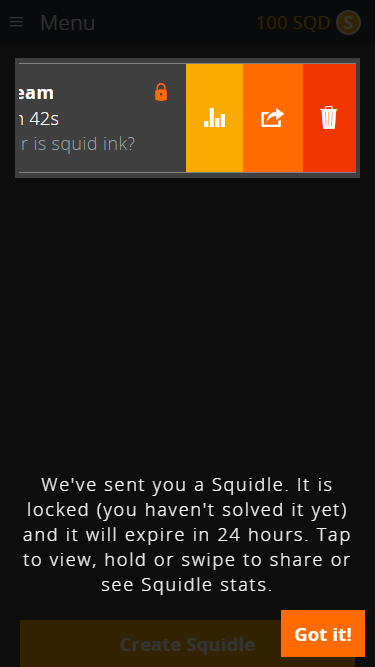 Menu
100 SQD S
eam
42s
r is squid ink?
We've sent you a Squidle. It is
locked (you haven't solved it yet)
and it will expire in 24 hours. Tap
to view, hold or swipe to share or
see Squidle stats.
Got it!
Create Squidle